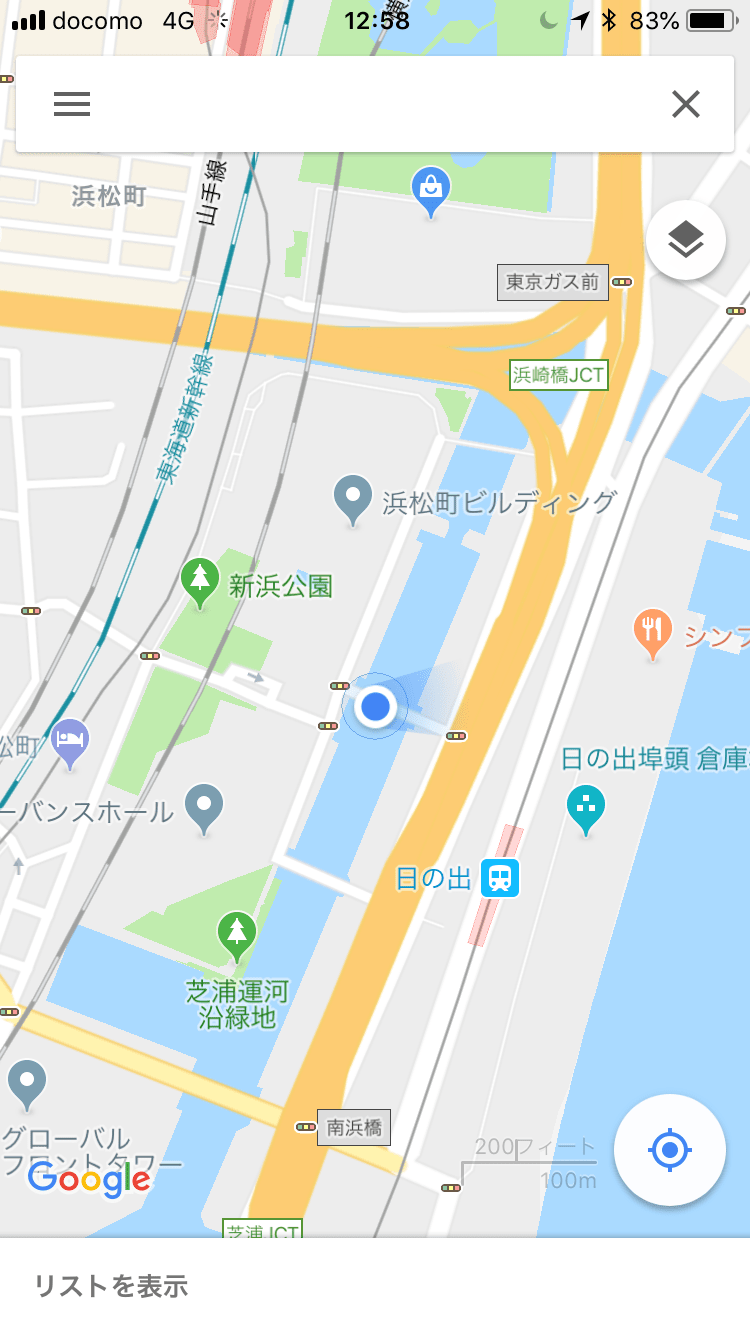 docomo 4G 12:58 83%
浜松町
山手線
東京ガス前
浜崎橋JCT
東海道新幹線
浜松町ビルディング
新浜公園
シンフ
松町
日の出埠頭 倉庫
ーバンスホール
日の出
芝浦運河
沿緑地
グローバル
フロントタワー
南浜橋
200フィート
100m
Google
芝浦JCT
リストを表示